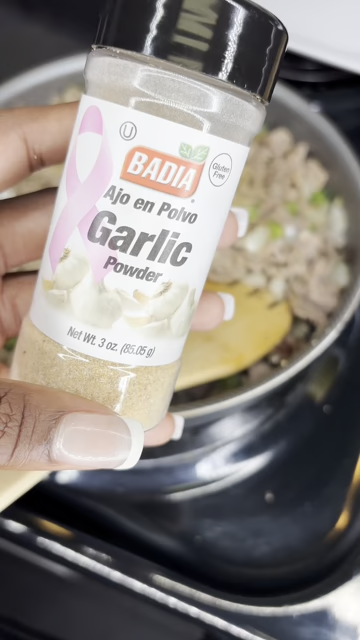 U
BADIA
Gluten
Free
Ajo en Polvo
Garlic
Powder
Net Wt. 3 oz. (85.05 g)